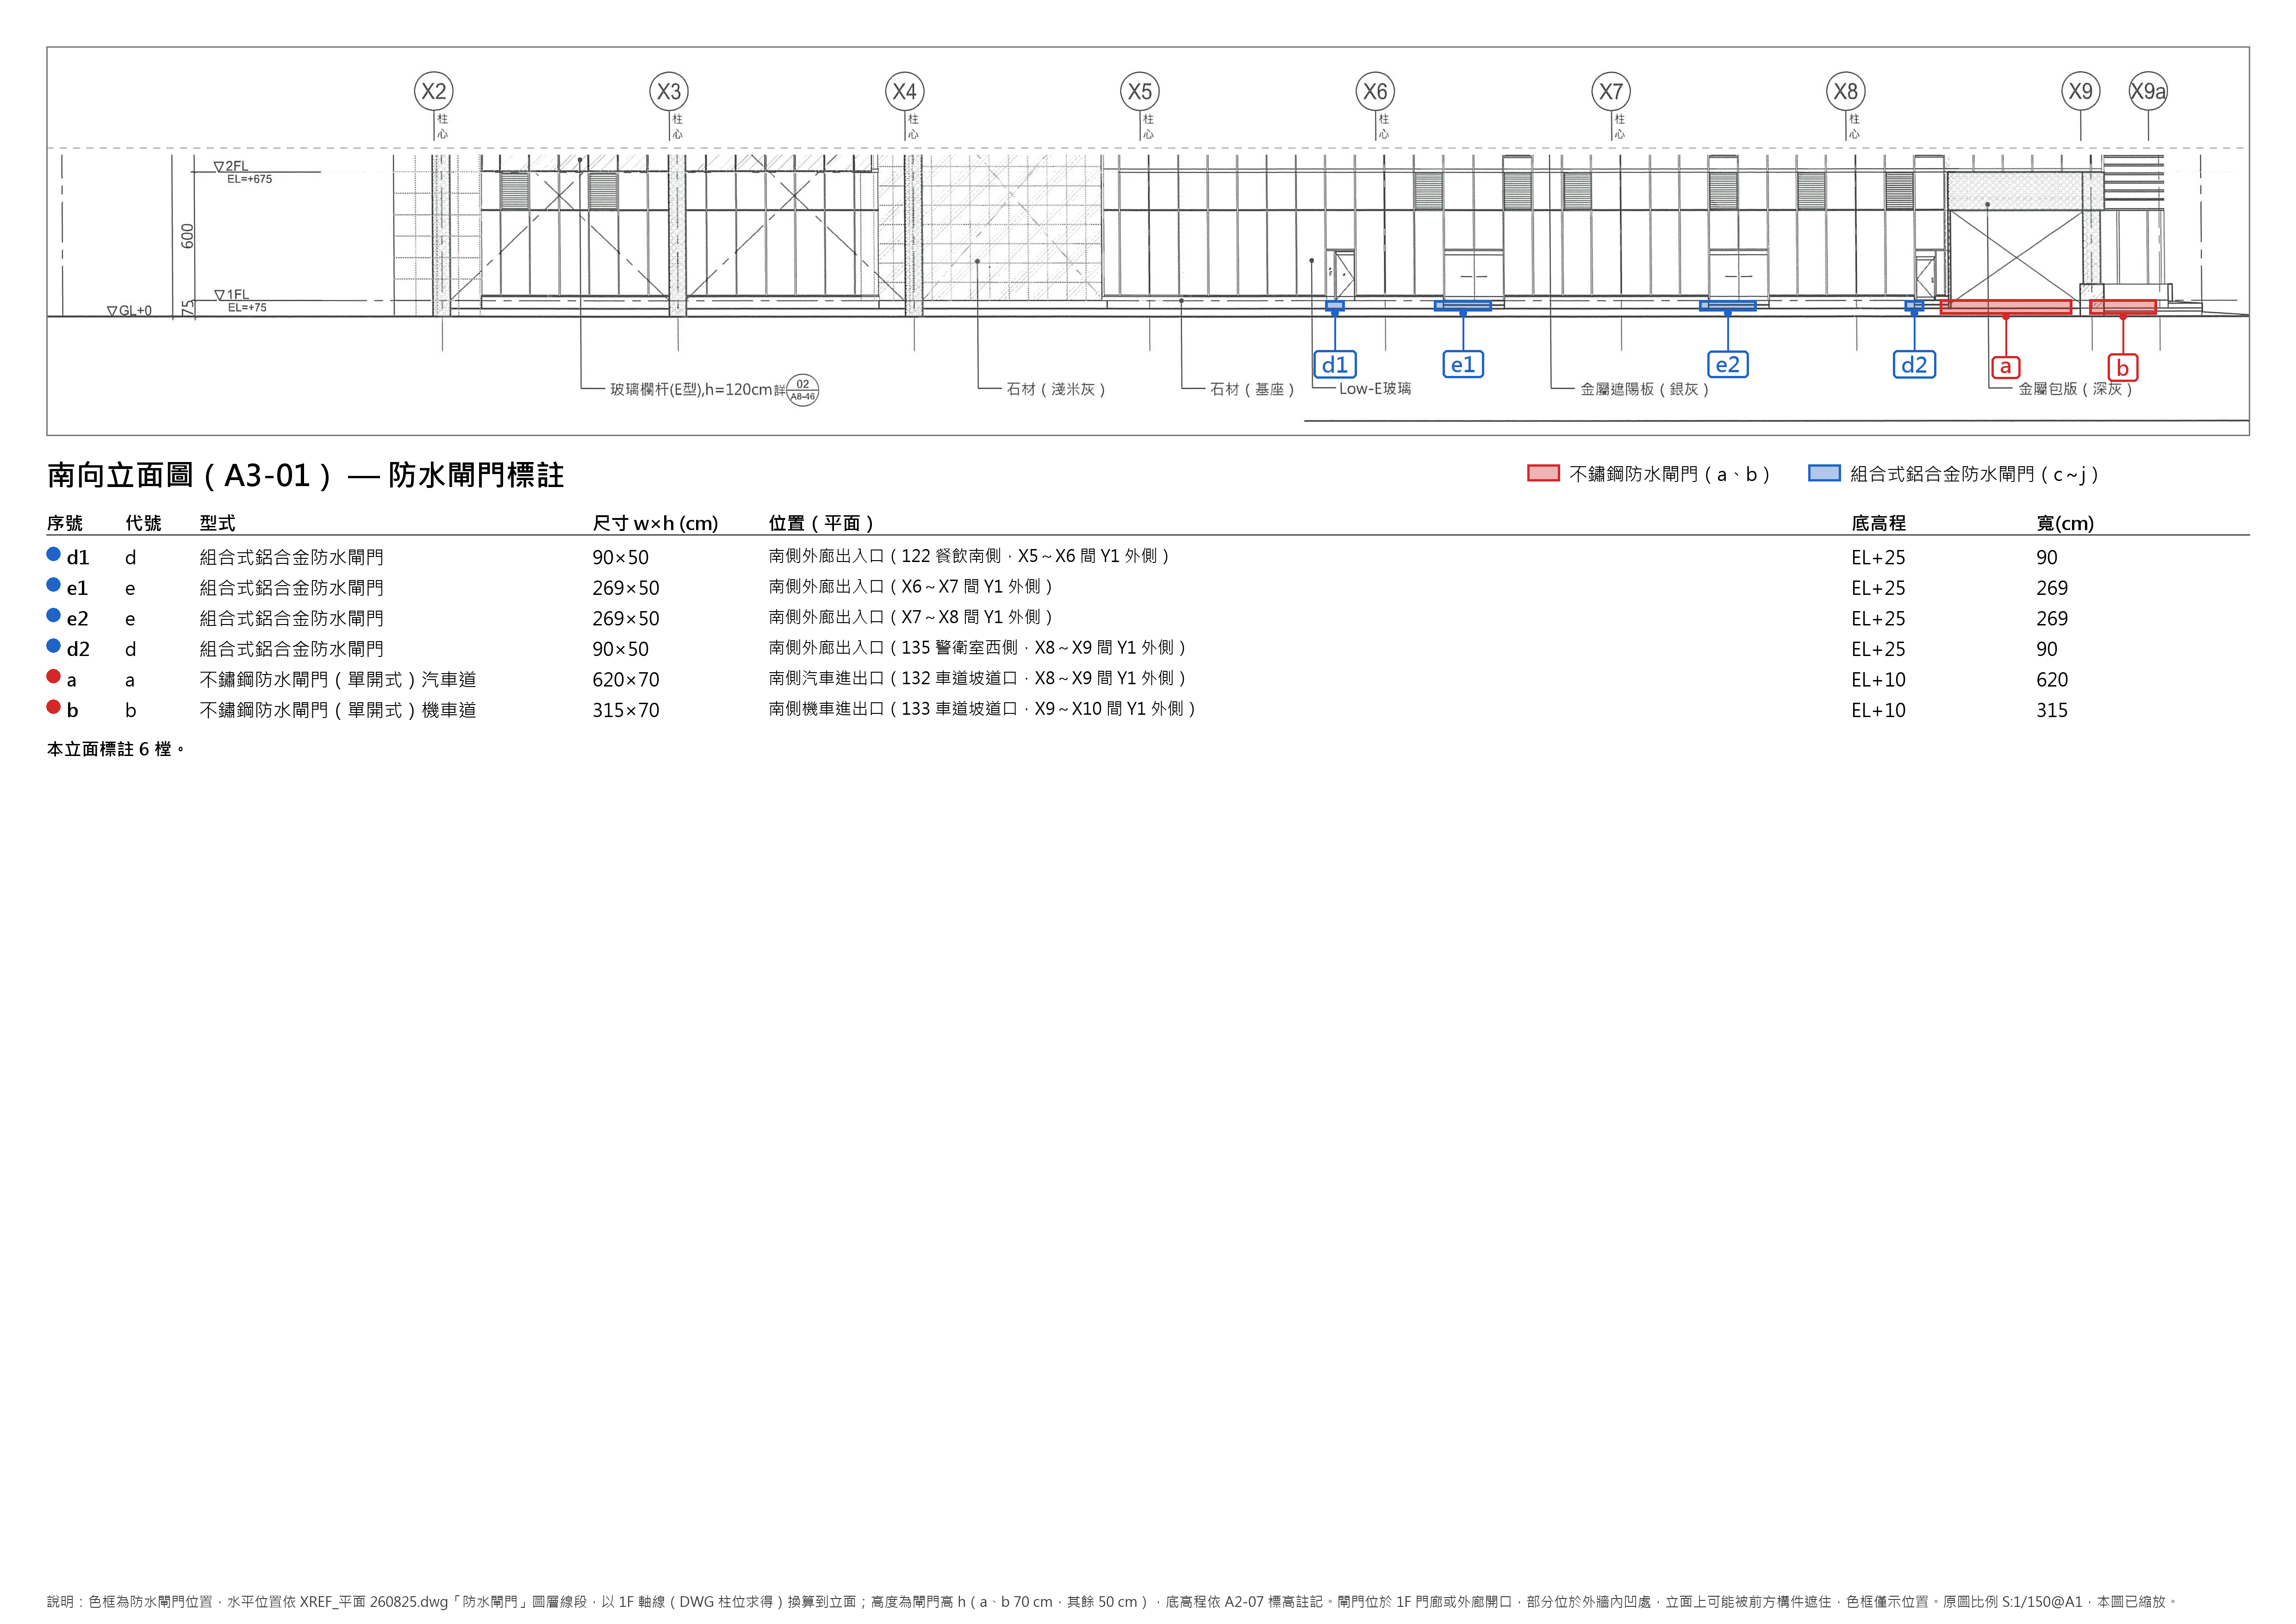 X2 X3 X4 X5 X6 X7 X8 X9 X9a
柱心 柱心 柱心 柱心 柱心 柱心 柱心
▽2FL
EL=+675
600
▽1FL
EL=+75
75
▽GL+0
d1 e1 e2 d2 a b
玻璃欄杆(E型),h=120cm詳 02 A8-46
石材（淺米灰）
石材（基座）
Low-E玻璃
金屬遮陽板（銀灰）
金屬包版（深灰）
南向立面圖（A3-01）— 防水閘門標註
不鏽鋼防水閘門（a、b） 組合式鋁合金防水閘門（c～j）
序號 代號 型式 尺寸 w×h (cm) 位置（平面） 底高程 寬(cm)
d1 d 組合式鋁合金防水閘門 90×50 南側外廊出入口（122 餐飲南側，X5～X6 間 Y1 外側） EL+25 90
e1 e 組合式鋁合金防水閘門 269×50 南側外廊出入口（X6～X7 間 Y1 外側） EL+25 269
e2 e 組合式鋁合金防水閘門 269×50 南側外廊出入口（X7～X8 間 Y1 外側） EL+25 269
d2 d 組合式鋁合金防水閘門 90×50 南側外廊出入口（135 警衛室西側，X8～X9 間 Y1 外側） EL+25 90
a a 不鏽鋼防水閘門（單開式）汽車道 620×70 南側汽車進出口（132 車道坡道口，X8～X9 間 Y1 外側） EL+10 620
b b 不鏽鋼防水閘門（單開式）機車道 315×70 南側機車進出口（133 車道坡道口，X9～X10 間 Y1 外側） EL+10 315
本立面標註 6 樘。
說明：色框為防水閘門位置，水平位置依 XREF_平面 260825.dwg「防水閘門」圖層線段，以 1F 軸線（DWG 柱位求得）換算到立面；高度為閘門高 h（a、b 70 cm，其餘 50 cm），底高程依 A2-07 標高註記。閘門位於 1F 門廊或外廊開口，部分位於外牆內凹處，立面上可能被前方構件遮住，色框僅示位置。原圖比例 S:1/150@A1，本圖已縮放。